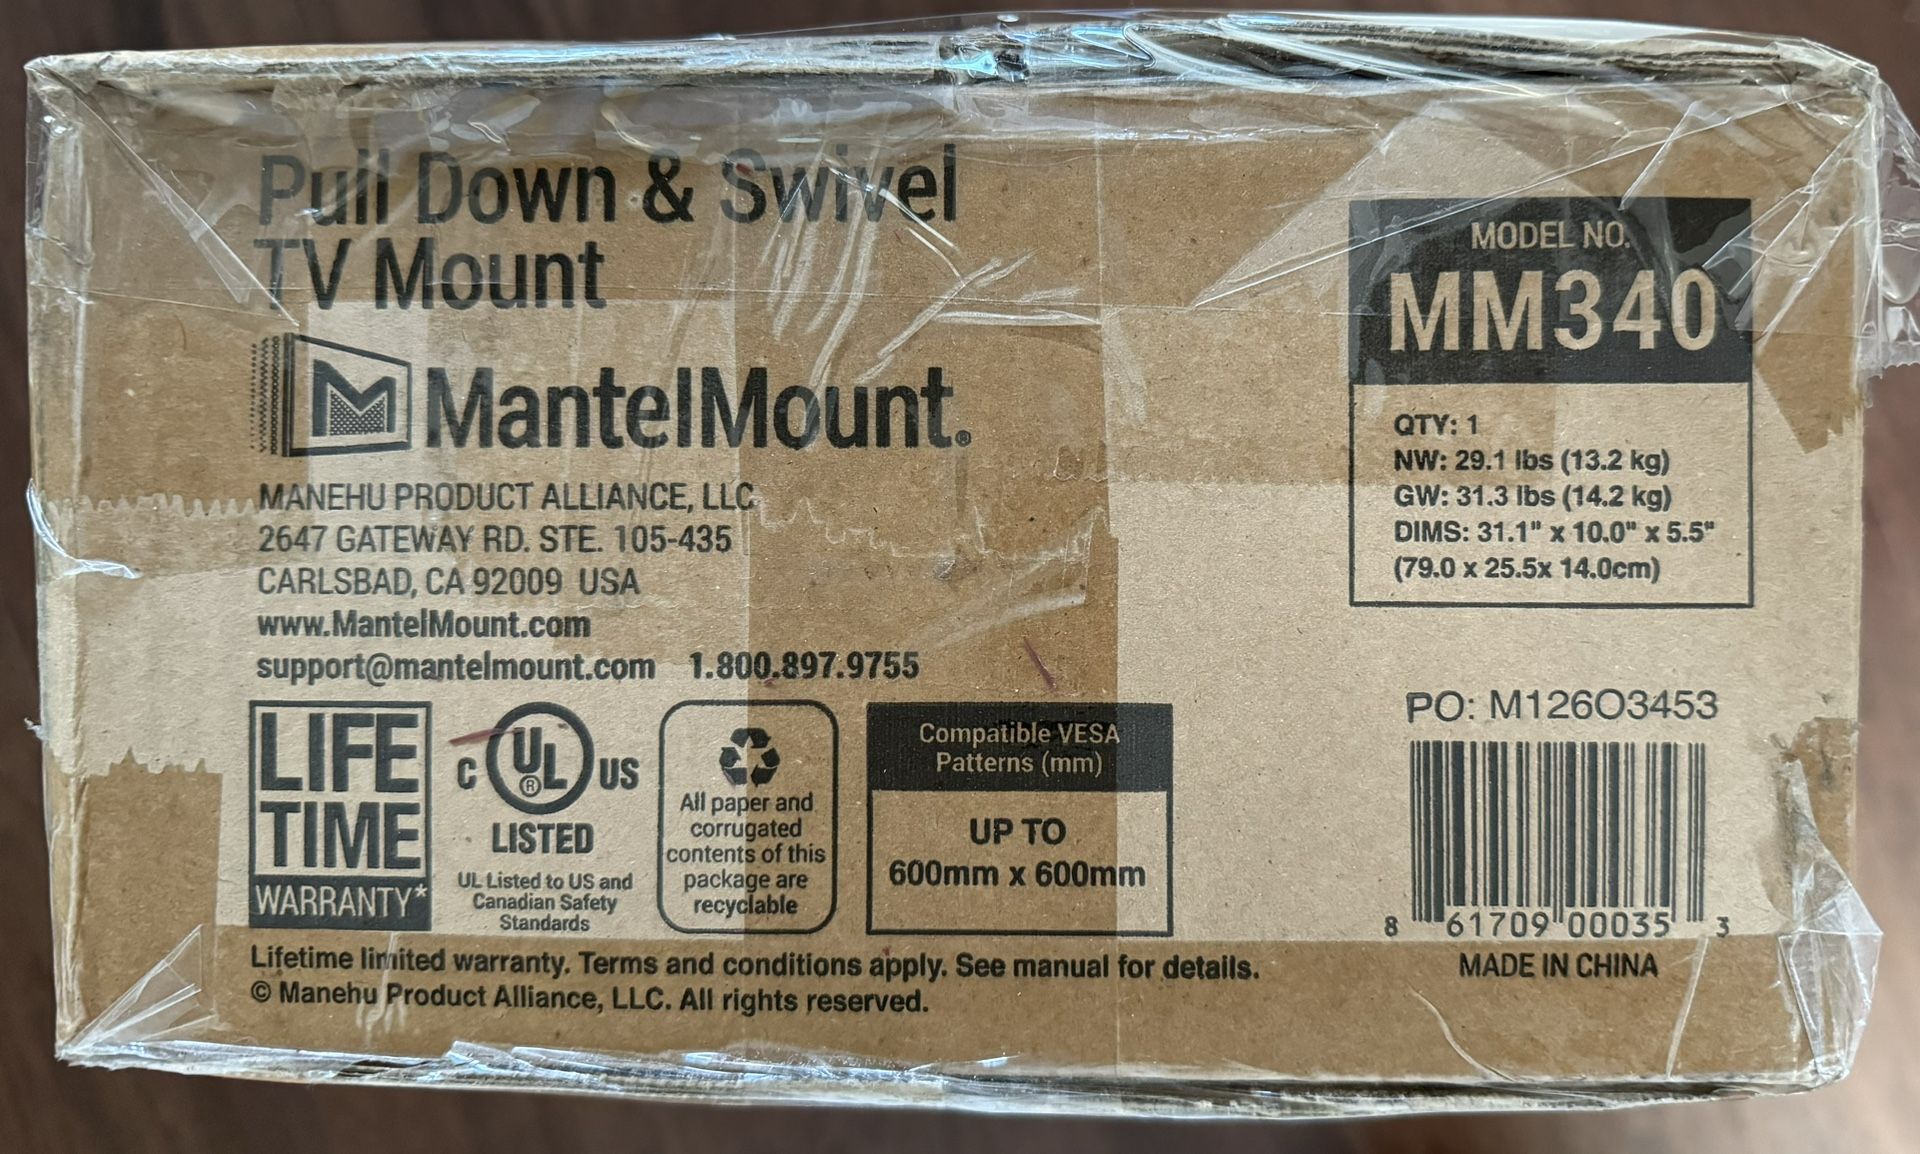 Pull Down & Swivel
TV Mount
M MantelMount®
MANEHU PRODUCT ALLIANCE, LLC
2647 GATEWAY RD. STE. 105-435
CARLSBAD, CA 92009 USA
www.MantelMount.com
support@mantelmount.com 1.800.897.9755
LIFE
TIME
WARRANTY*
C UL® US
LISTED
UL Listed to US and
Canadian Safety
Standards
All paper and
corrugated
contents of this
package are
recyclable
Compatible VESA
Patterns (mm)
UP TO
600mm x 600mm
Lifetime limited warranty. Terms and conditions apply. See manual for details.
© Manehu Product Alliance, LLC. All rights reserved.
MODEL NO.
MM340
QTY: 1
NW: 29.1 lbs (13.2 kg)
GW: 31.3 lbs (14.2 kg)
DIMS: 31.1" x 10.0" x 5.5"
(79.0 x 25.5x 14.0cm)
PO: M126O3453
8 61709 00035 3
MADE IN CHINA